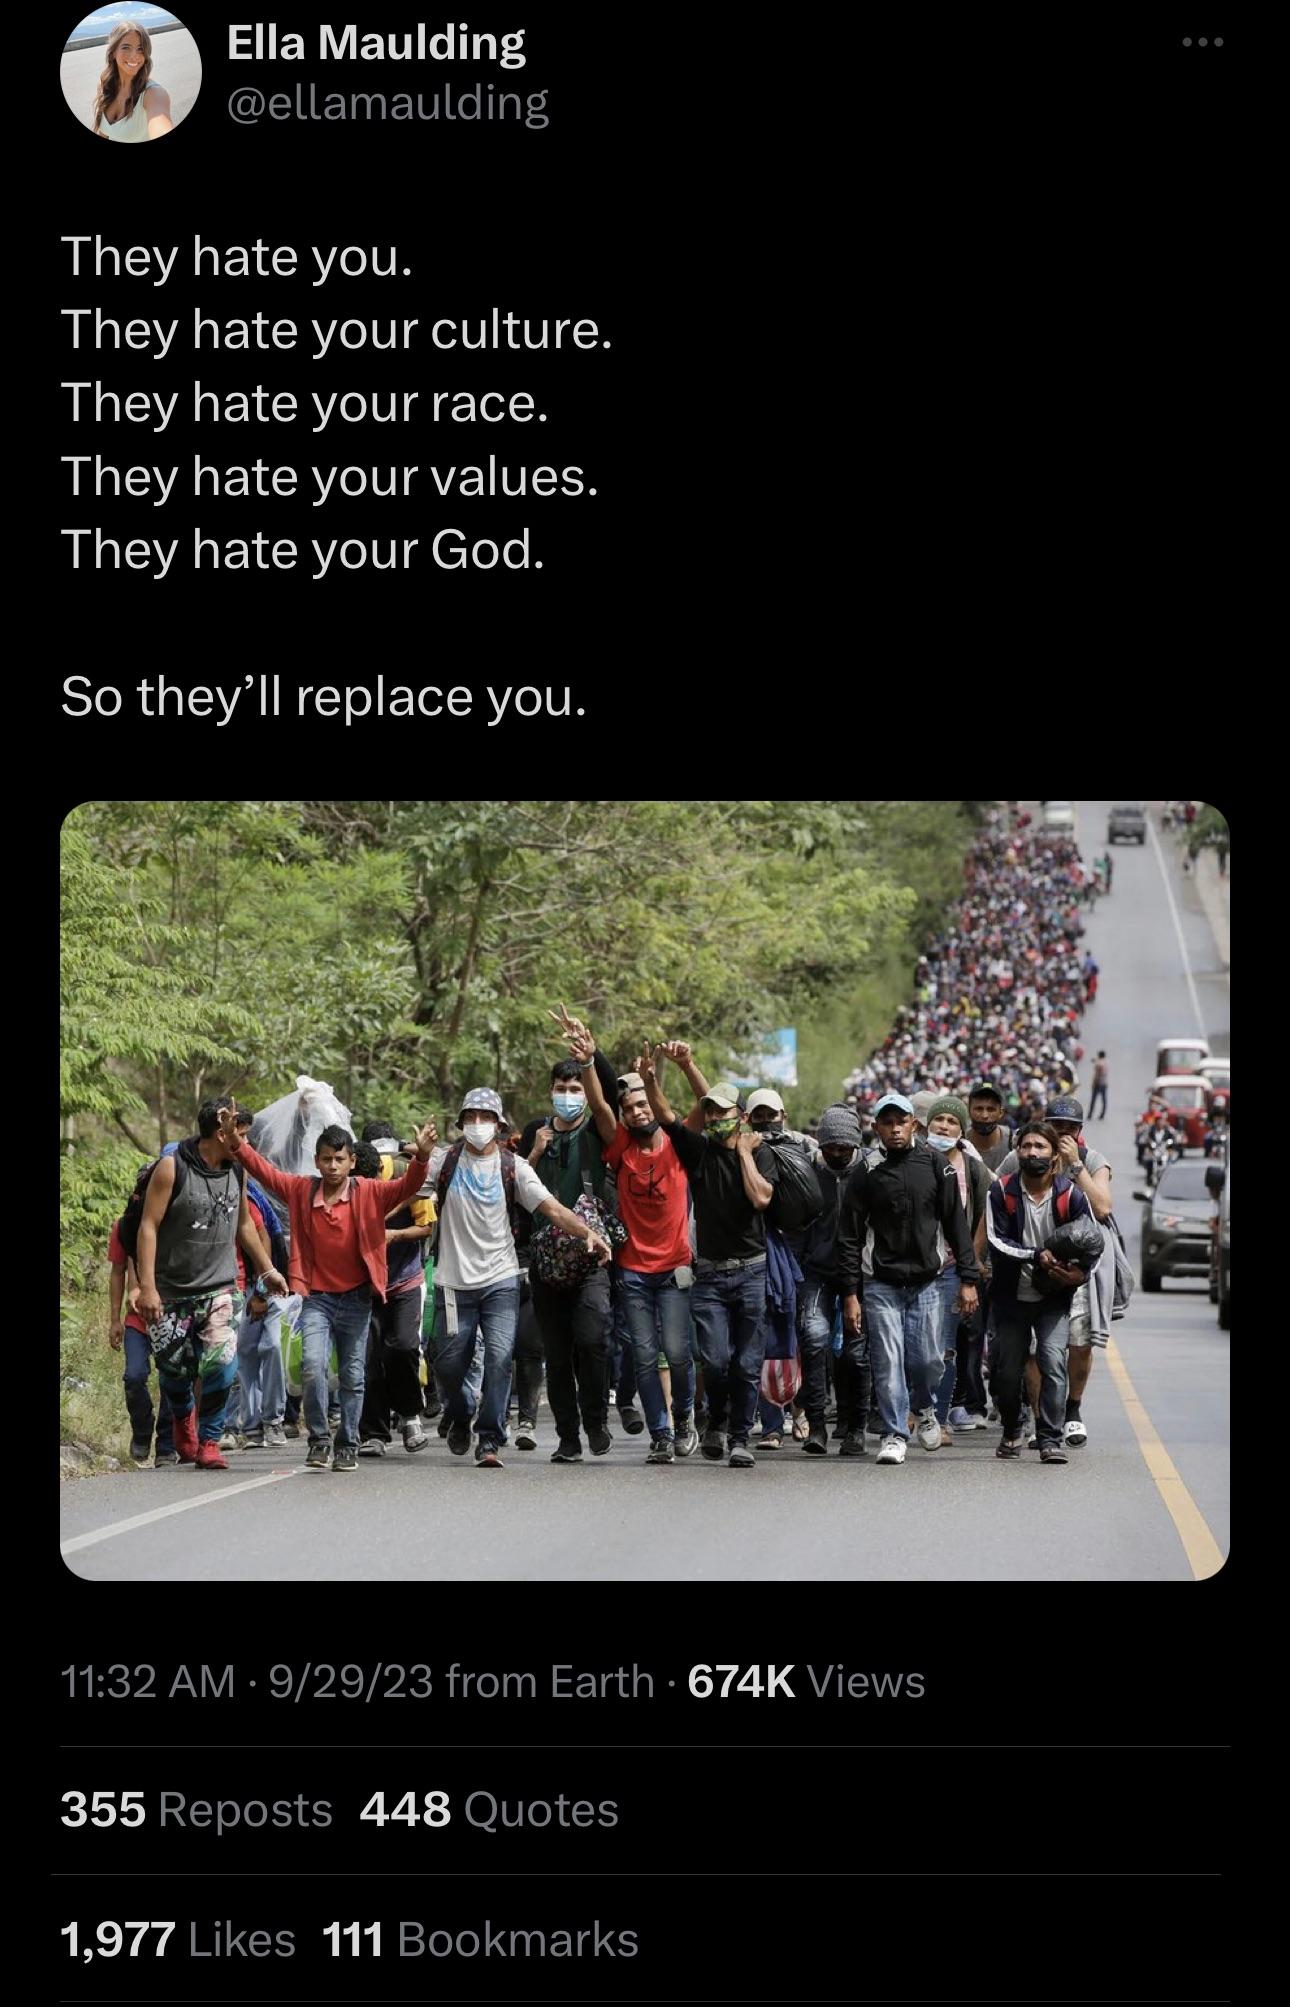 Ella Maulding
@ellamaulding
They hate you.
They hate your culture.
They hate your race.
They hate your values.
They hate your God.
So they’ll replace you.
ck
11:32 AM · 9/29/23 from Earth · 674K Views
355 Reposts 448 Quotes
1,977 Likes 111 Bookmarks